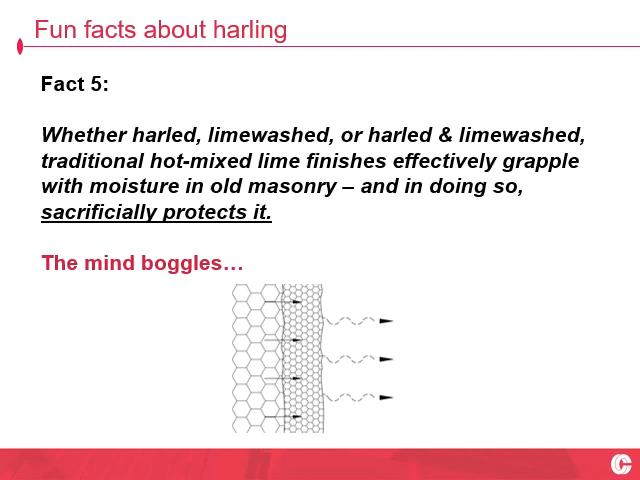 Fun facts about harling
Fact 5:
Whether harled, limewashed, or harled & limewashed,
traditional hot-mixed lime finishes effectively grapple
with moisture in old masonry – and in doing so,
sacrificially protects it.
The mind boggles…